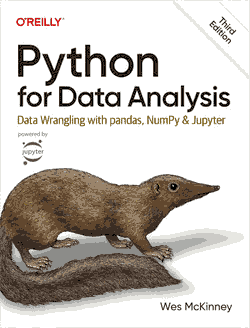 O'REILLY®
Third
Edition
Python
for Data Analysis
Data Wrangling with pandas, NumPy & Jupyter
powered by
jupyter
Wes McKinney